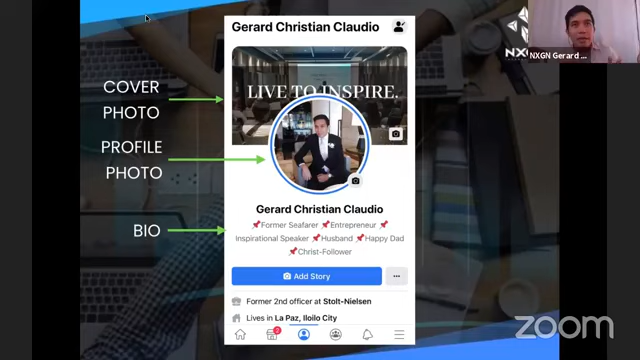 Gerard Christian Claudio
NXGN
NXGN Gerard ...
LIVE TO INSPIRE.
COVER
PHOTO
PROFILE
PHOTO
BIO
Gerard Christian Claudio
📌Former Seafarer 📌Entrepreneur 📌
Inspirational Speaker 📌Husband 📌Happy Dad
📌Christ-Follower
Add Story
...
Former 2nd officer at Stolt-Nielsen
Lives in La Paz, Iloilo City
zoom